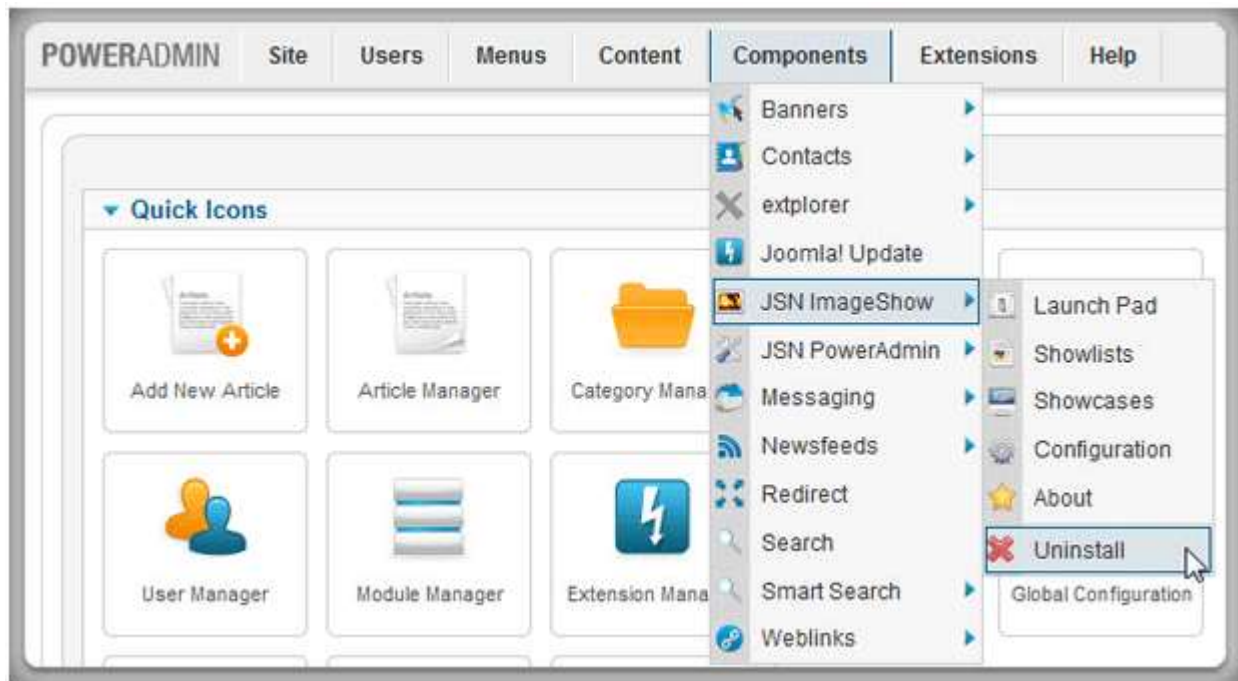 POWERADMIN Site Users Menus Content Components Extensions Help
Banners
Contacts
extplorer
Joomla! Update
JSN ImageShow
JSN PowerAdmin
Messaging
Newsfeeds
Redirect
Search
Smart Search
Weblinks
Launch Pad
Showlists
Showcases
Configuration
About
Uninstall
Quick Icons
Add New Article
Article Manager
Category Mana
User Manager
Module Manager
Extension Mana
Global Configuration